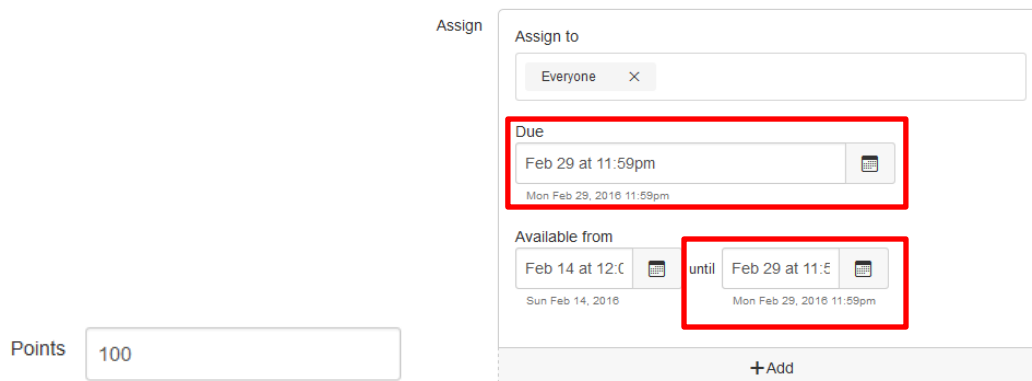 Assign
Assign to
Everyone ×
Due
Feb 29 at 11:59pm
Mon Feb 29, 2016 11:59pm
Available from
Feb 14 at 12:0 until Feb 29 at 11:5
Sun Feb 14, 2016 Mon Feb 29, 2016 11:59pm
Points 100
+Add